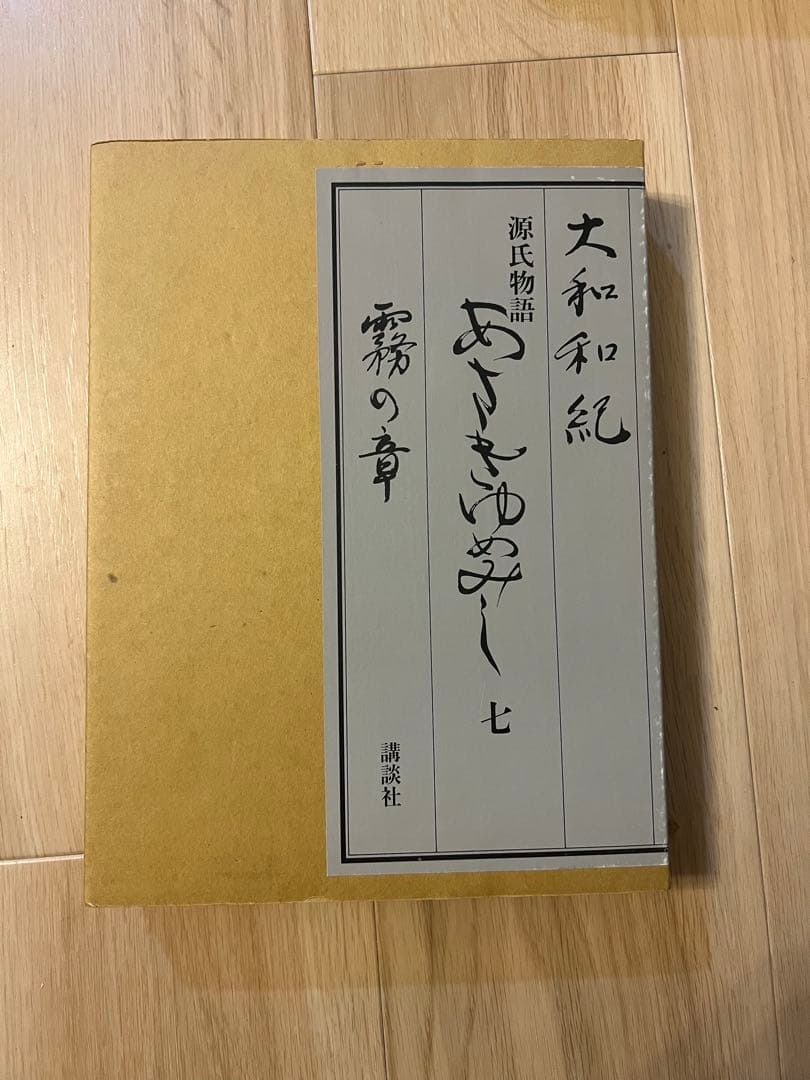 大和和紀
源氏物語
あさきゆめみし 七
霧の章
講談社